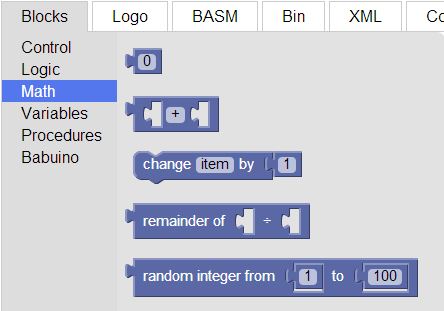 Blocks Logo BASM Bin XML
Control
Logic
Math
Variables
Procedures
Babuino
0
+
change item by 1
remainder of ÷
random integer from 1 to 100